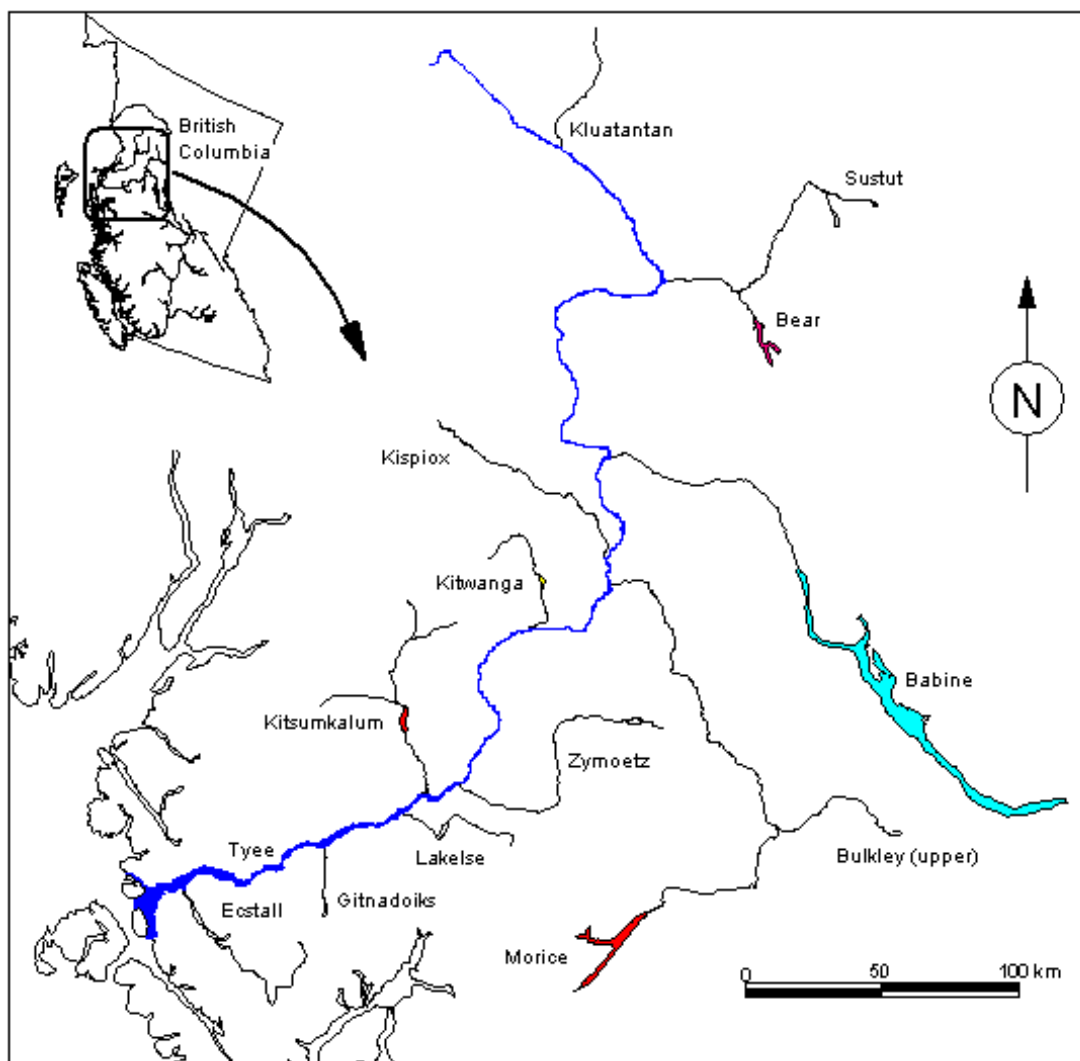 British
Columbia
Kluatantan
Sustut
Bear
N
Kispiox
Kitwanga
Babine
Kitsumkalum
Zymoetz
Tyee
Lakelse
Bulkley (upper)
Ecstall
Gitnadoiks
Morice
0 50 100 km